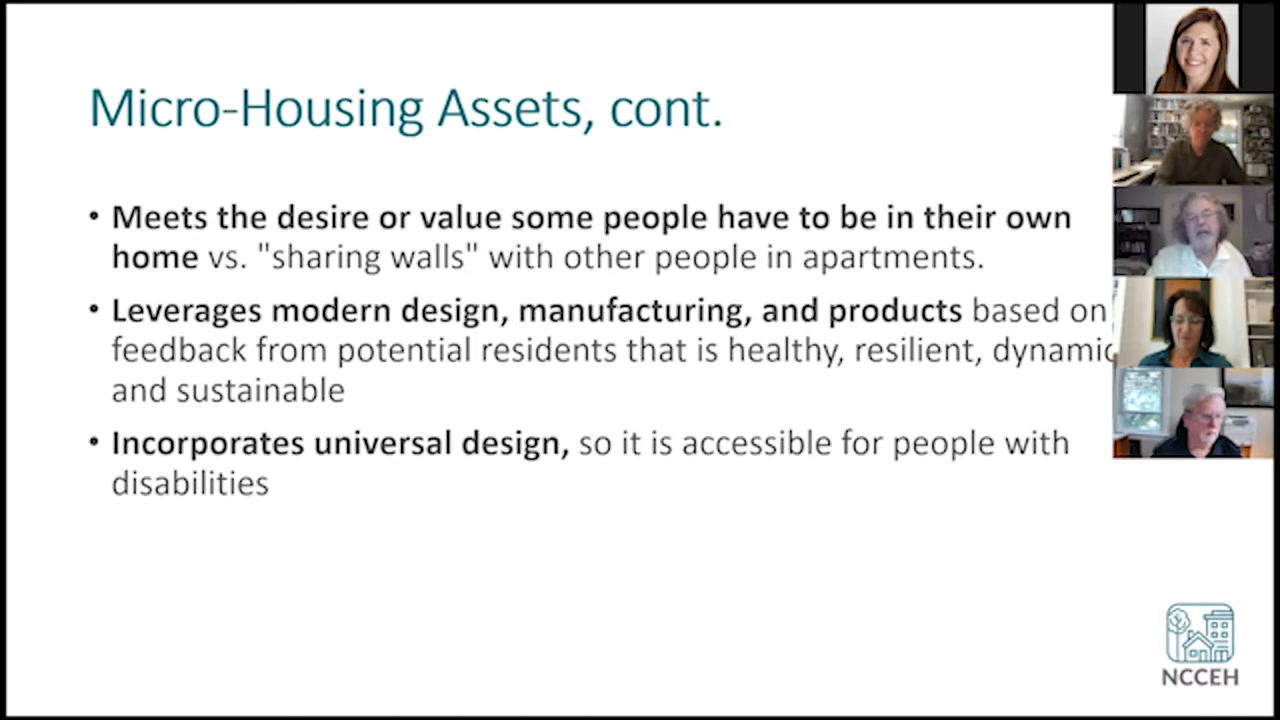 Micro-Housing Assets, cont.
• Meets the desire or value some people have to be in their own
home vs. "sharing walls" with other people in apartments.
• Leverages modern design, manufacturing, and products based on
feedback from potential residents that is healthy, resilient, dynamic
and sustainable
• Incorporates universal design, so it is accessible for people with
disabilities
NCCEH